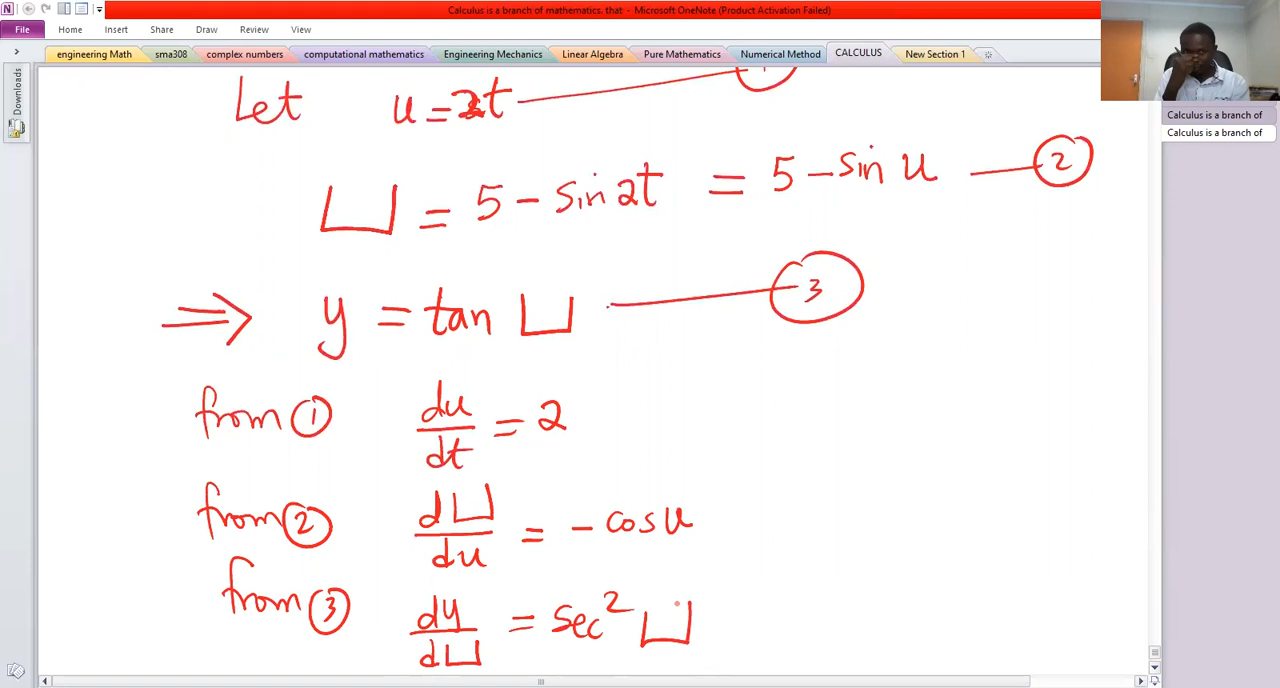 Calculus is a branch of mathematics. that - Microsoft OneNote (Product Activation Failed)
File Home Insert Share Draw Review View
engineering Math sma308 complex numbers computational mathematics Engineering Mechanics Linear Algebra Pure Mathematics Numerical Method CALCULUS New Section 1
Downloads
Calculus is a branch of
Calculus is a branch of
Let u = 2t
⊔ = 5 - sin 2t = 5 - sin u ②
⇒ y = tan ⊔ ③
from ① du/dt = 2
from ② d⊔/du = - cos u
from ③ dy/d⊔ = sec² ⊔